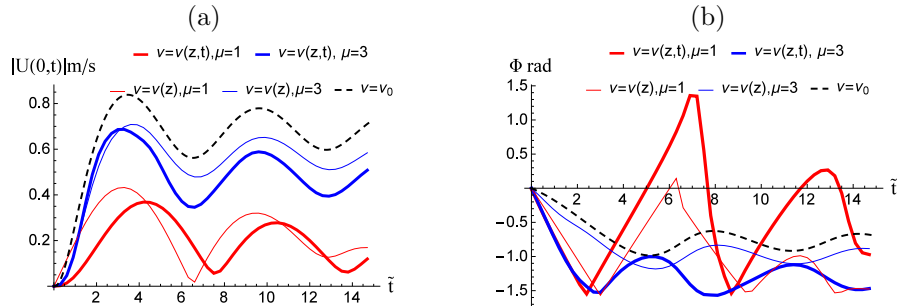 (a)
v=v(z,t),μ=1 v=v(z,t), μ=3
|U(0,t)|m/s
v=v(z),μ=1 v=v(z),μ=3 v=v₀
0.8
0.6
0.4
0.2
2 4 6 8 10 12 14
t̃
(b)
v=v(z,t),μ=1 v=v(z,t), μ=3
Φ rad
v=v(z),μ=1 v=v(z),μ=3 v=v₀
1.5
1.0
0.5
2 4 6 8 10 12 14
t̃
-0.5
-1.0
-1.5